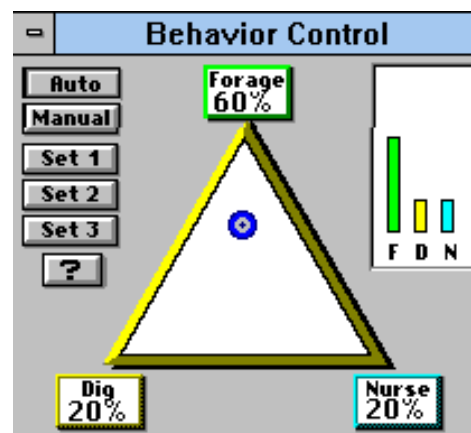 Behavior Control
Auto
Manual
Set 1
Set 2
Set 3
?
Forage
60%
F D N
Dig
20%
Nurse
20%